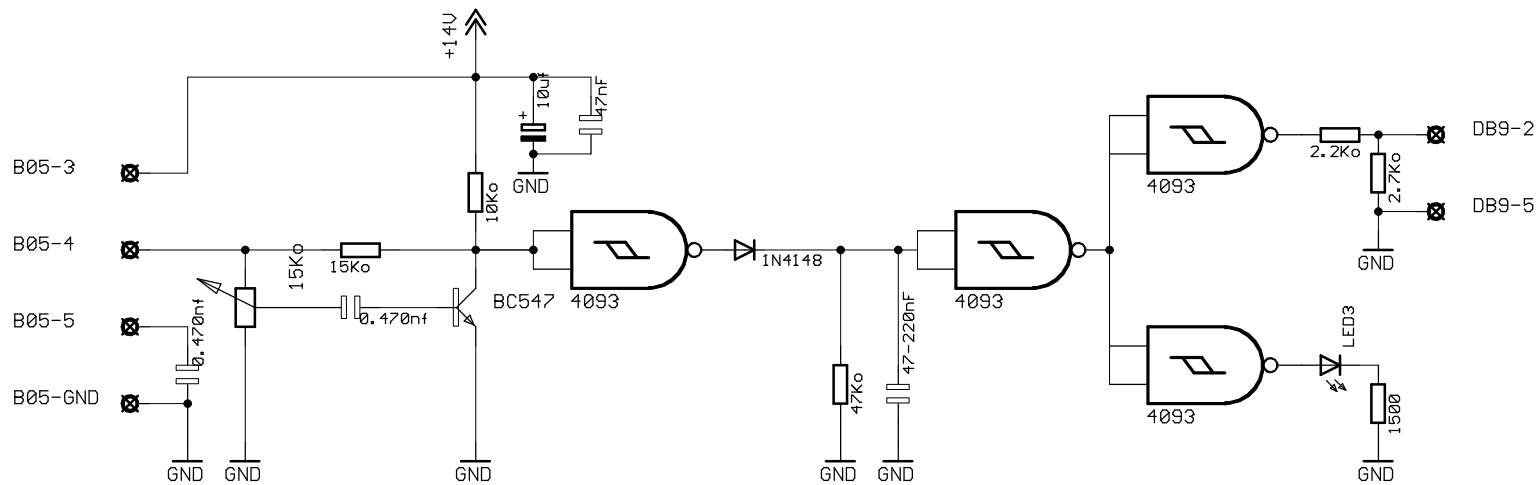 +14V
10uf
47nF
+
B05-3
GND
10Ko
4093
2.2Ko
DB9-2
2.7Ko
DB9-5
GND
B05-4
15Ko
15Ko
BC547
4093
1N4148
4093
B05-5
0.470nf
0.470nf
47-220nF
47Ko
LED3
B05-GND
4093
1500
GND
GND
GND
GND
GND
GND